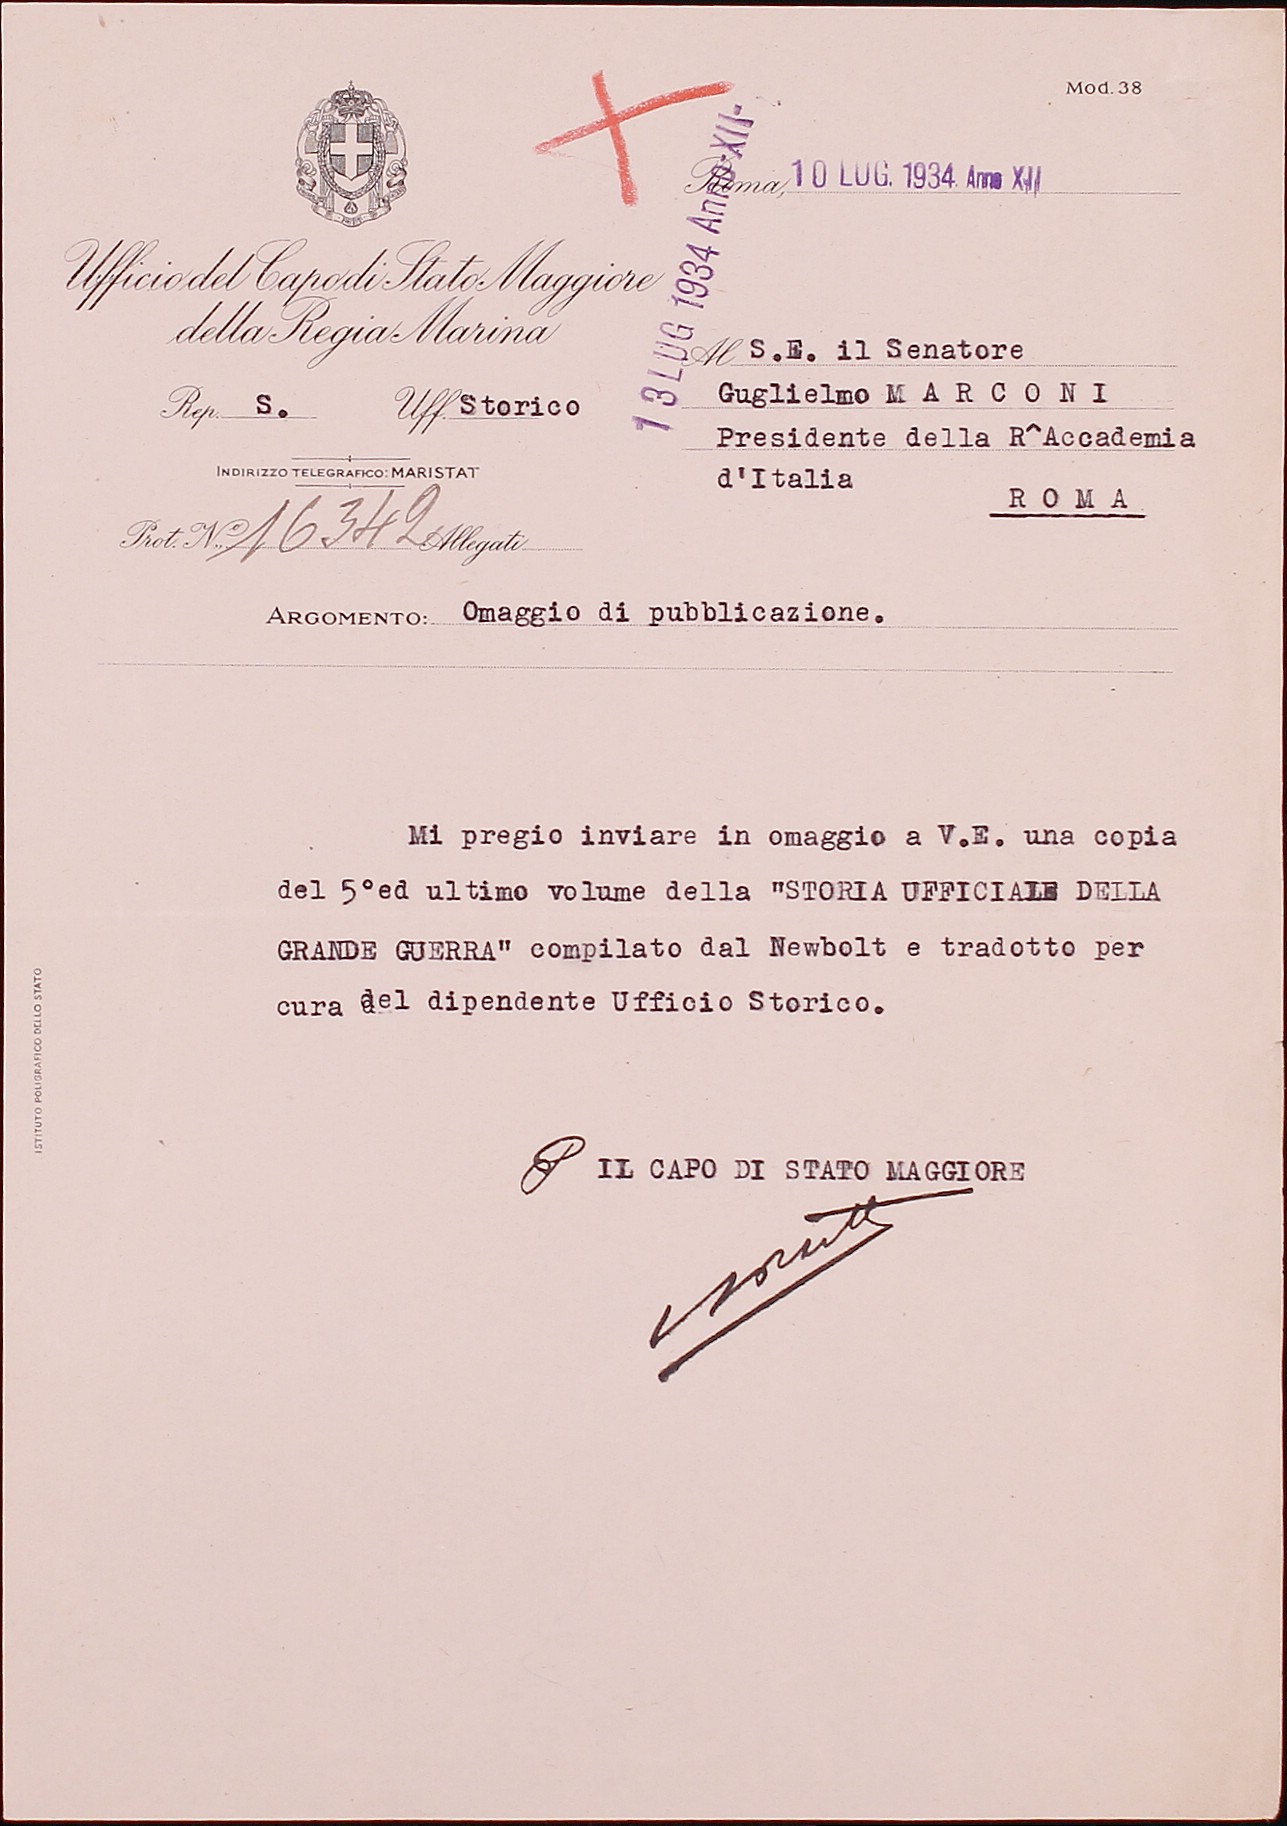 Mod. 38
Roma, 10 LUG. 1934 Anno XII
13 LUG 1934 Anno XII-
Ufficio del Capo di Stato Maggiore
della Regia Marina
Rep. S. Uff. Storico
INDIRIZZO TELEGRAFICO: MARISTAT
Prot. N.º 16342 Allegati
Al S.E. il Senatore
Guglielmo M A R C O N I
Presidente della R^Accademia
d'Italia
R O M A
ARGOMENTO: Omaggio di pubblicazione.
Mi pregio inviare in omaggio a V.E. una copia
del 5°ed ultimo volume della "STORIA UFFICIALE DELLA
GRANDE GUERRA" compilato dal Newbolt e tradotto per
cura del dipendente Ufficio Storico.
IL CAPO DI STATO MAGGIORE
ISTITUTO POLIGRAFICO DELLO STATO